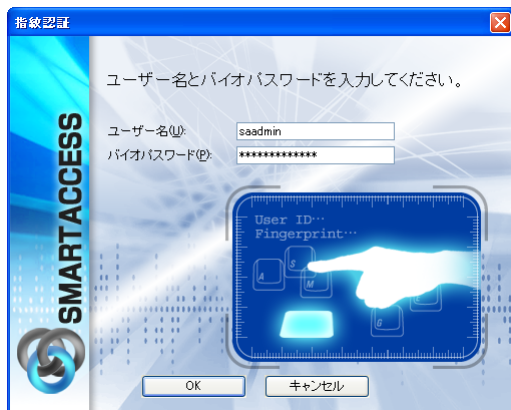 指紋認証
ユーザー名とバイオパスワードを入力してください。
ユーザー名(U):
saadmin
バイオパスワード(P):
*************
SMARTACCESS
User ID…
Fingerprint…
A
S
M
G
OK
キャンセル